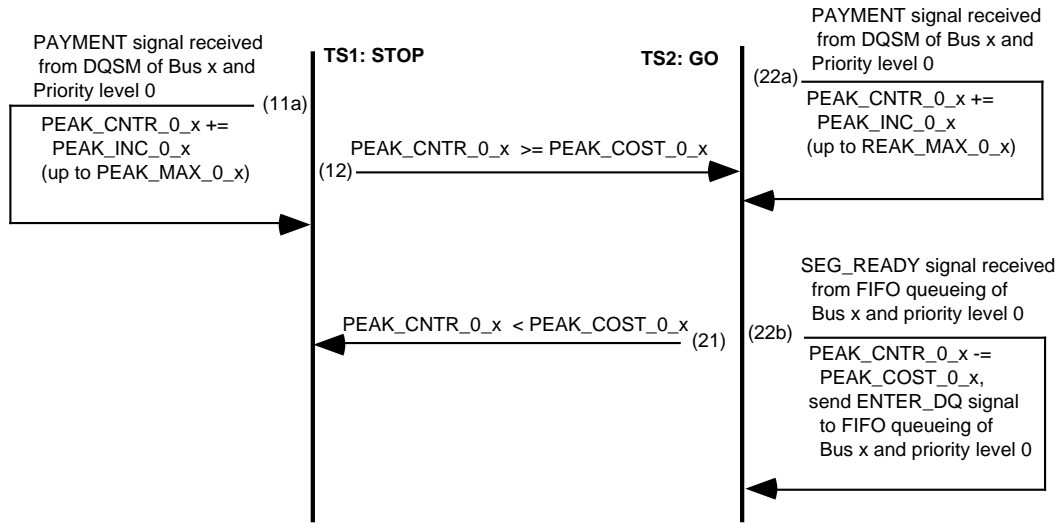 PAYMENT signal received
from DQSM of Bus x and
Priority level 0
(11a)
PEAK_CNTR_0_x +=
PEAK_INC_0_x
(up to PEAK_MAX_0_x)
TS1: STOP
TS2: GO
PAYMENT signal received
from DQSM of Bus x and
Priority level 0
(22a)
PEAK_CNTR_0_x +=
PEAK_INC_0_x
(up to REAK_MAX_0_x)
PEAK_CNTR_0_x >= PEAK_COST_0_x
(12)
PEAK_CNTR_0_x < PEAK_COST_0_x
(21)
SEG_READY signal received
from FIFO queueing of
Bus x and priority level 0
(22b)
PEAK_CNTR_0_x -=
PEAK_COST_0_x,
send ENTER_DQ signal
to FIFO queueing of
Bus x and priority level 0